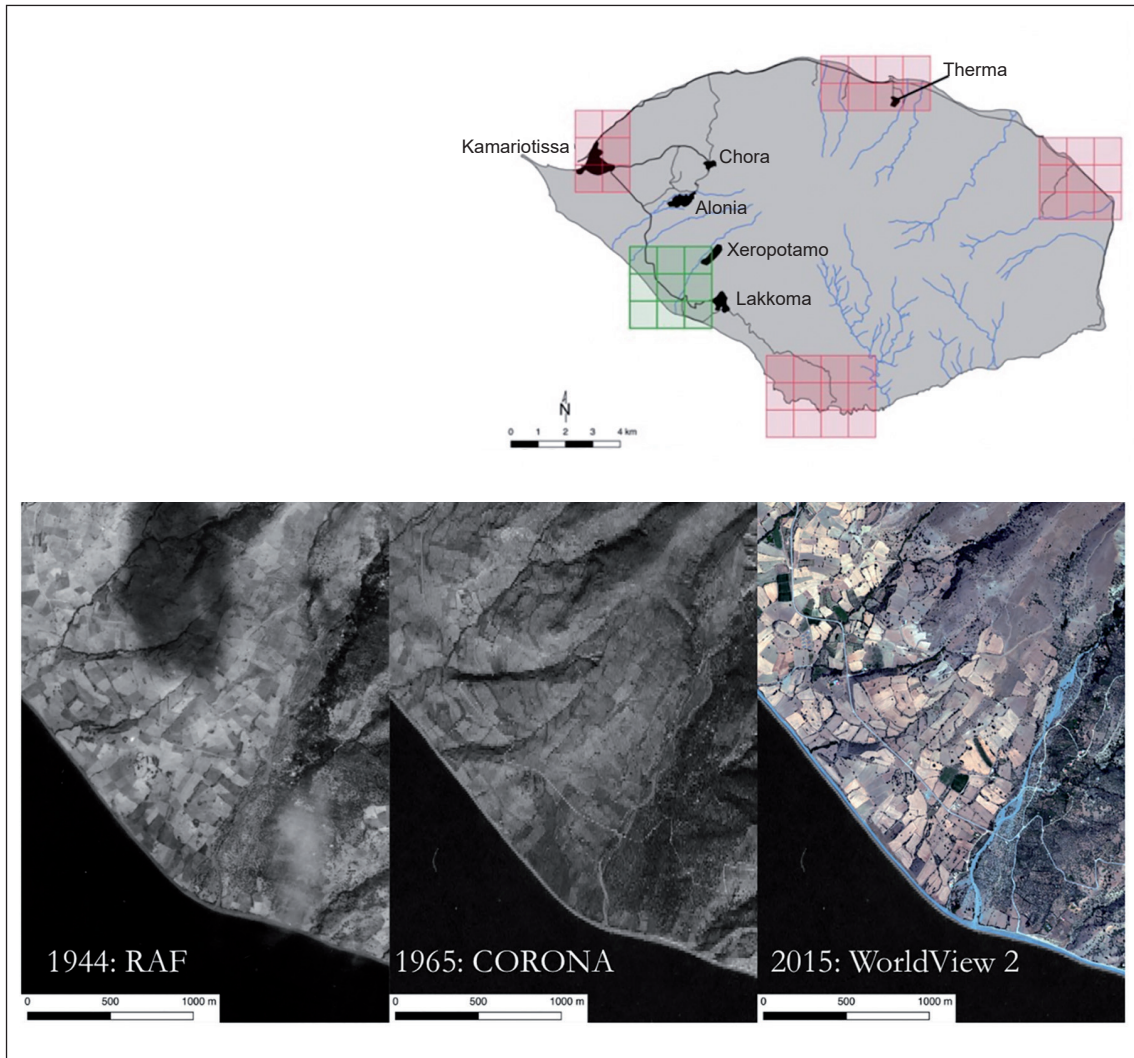 Therma
Kamariotissa
Chora
Alonia
Xeropotamo
Lakkoma
N
0 1 2 3 4 km
1944: RAF
1965: CORONA
2015: WorldView 2
0 500 1000 m
0 500 1000 m
0 500 1000 m